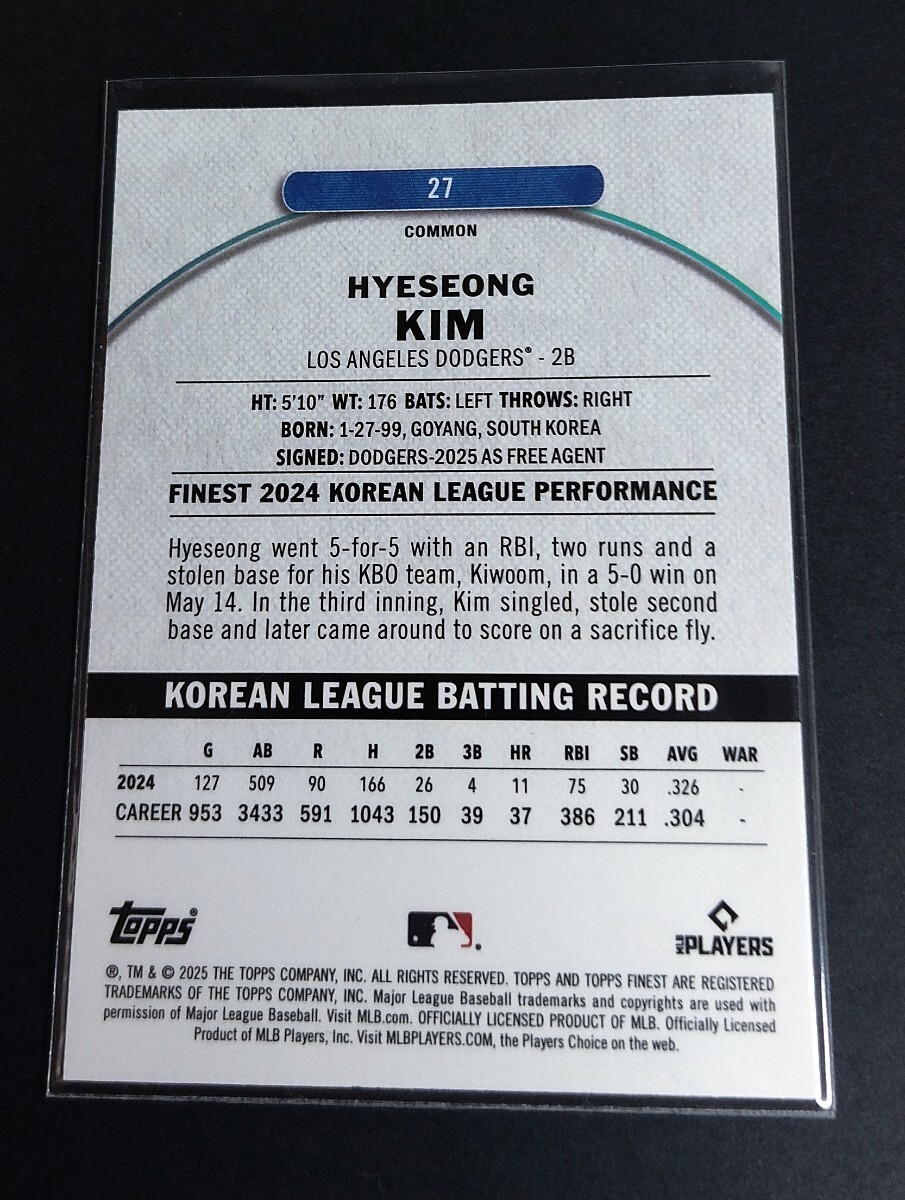 27
COMMON
HYESEONG
KIM
LOS ANGELES DODGERS® - 2B
HT: 5'10" WT: 176 BATS: LEFT THROWS: RIGHT
BORN: 1-27-99, GOYANG, SOUTH KOREA
SIGNED: DODGERS-2025 AS FREE AGENT
FINEST 2024 KOREAN LEAGUE PERFORMANCE
Hyeseong went 5-for-5 with an RBI, two runs and a
stolen base for his KBO team, Kiwoom, in a 5-0 win on
May 14. In the third inning, Kim singled, stole second
base and later came around to score on a sacrifice fly.
KOREAN LEAGUE BATTING RECORD
G AB R H 2B 3B HR RBI SB AVG WAR
2024 127 509 90 166 26 4 11 75 30 .326 -
CAREER 953 3433 591 1043 150 39 37 386 211 .304 -
Topps® MLB PLAYERS
®, TM & © 2025 THE TOPPS COMPANY, INC. ALL RIGHTS RESERVED. TOPPS AND TOPPS FINEST ARE REGISTERED
TRADEMARKS OF THE TOPPS COMPANY, INC. Major League Baseball trademarks and copyrights are used with
permission of Major League Baseball. Visit MLB.com. OFFICIALLY LICENSED PRODUCT OF MLB. Officially Licensed
Product of MLB Players, Inc. Visit MLBPLAYERS.COM, the Players Choice on the web.